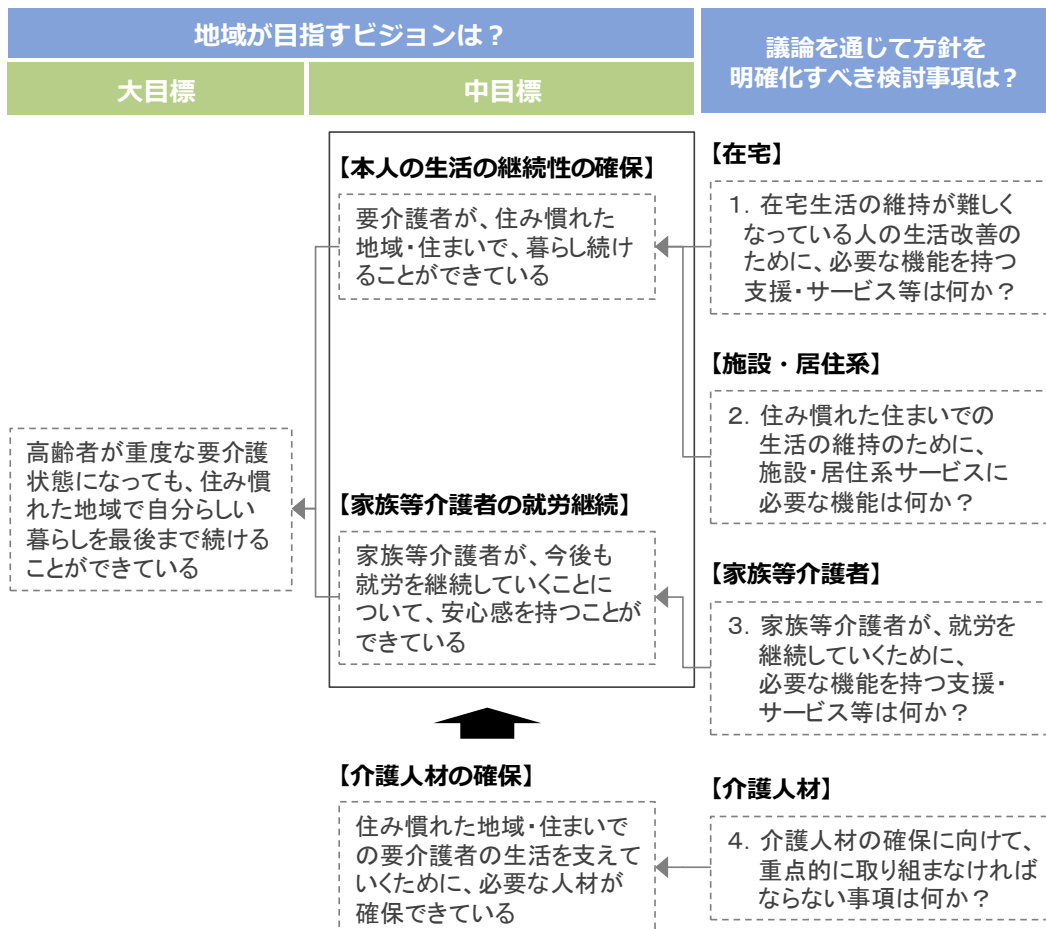 地域が目指すビジョンは？
議論を通じて方針を
明確化すべき検討事項は？
大目標
中目標
高齢者が重度な要介護
状態になっても、住み慣
れた地域で自分らしい
暮らしを最後まで続ける
ことができている
【本人の生活の継続性の確保】
要介護者が、住み慣れた
地域・住まいで、暮らし続け
ることができている
【家族等介護者の就労継続】
家族等介護者が、今後も
就労を継続していくことに
ついて、安心感を持つことが
できている
【介護人材の確保】
住み慣れた地域・住まいで
の要介護者の生活を支えて
いくために、必要な人材が
確保できている
【在宅】
１．在宅生活の維持が難しく
なっている人の生活改善の
ために、必要な機能を持つ
支援・サービス等は何か？
【施設・居住系】
２．住み慣れた住まいでの
生活の維持のために、
施設・居住系サービスに
必要な機能は何か？
【家族等介護者】
３．家族等介護者が、就労を
継続していくために、
必要な機能を持つ支援・
サービス等は何か？
【介護人材】
４．介護人材の確保に向けて、
重点的に取り組まなければ
ならない事項は何か？